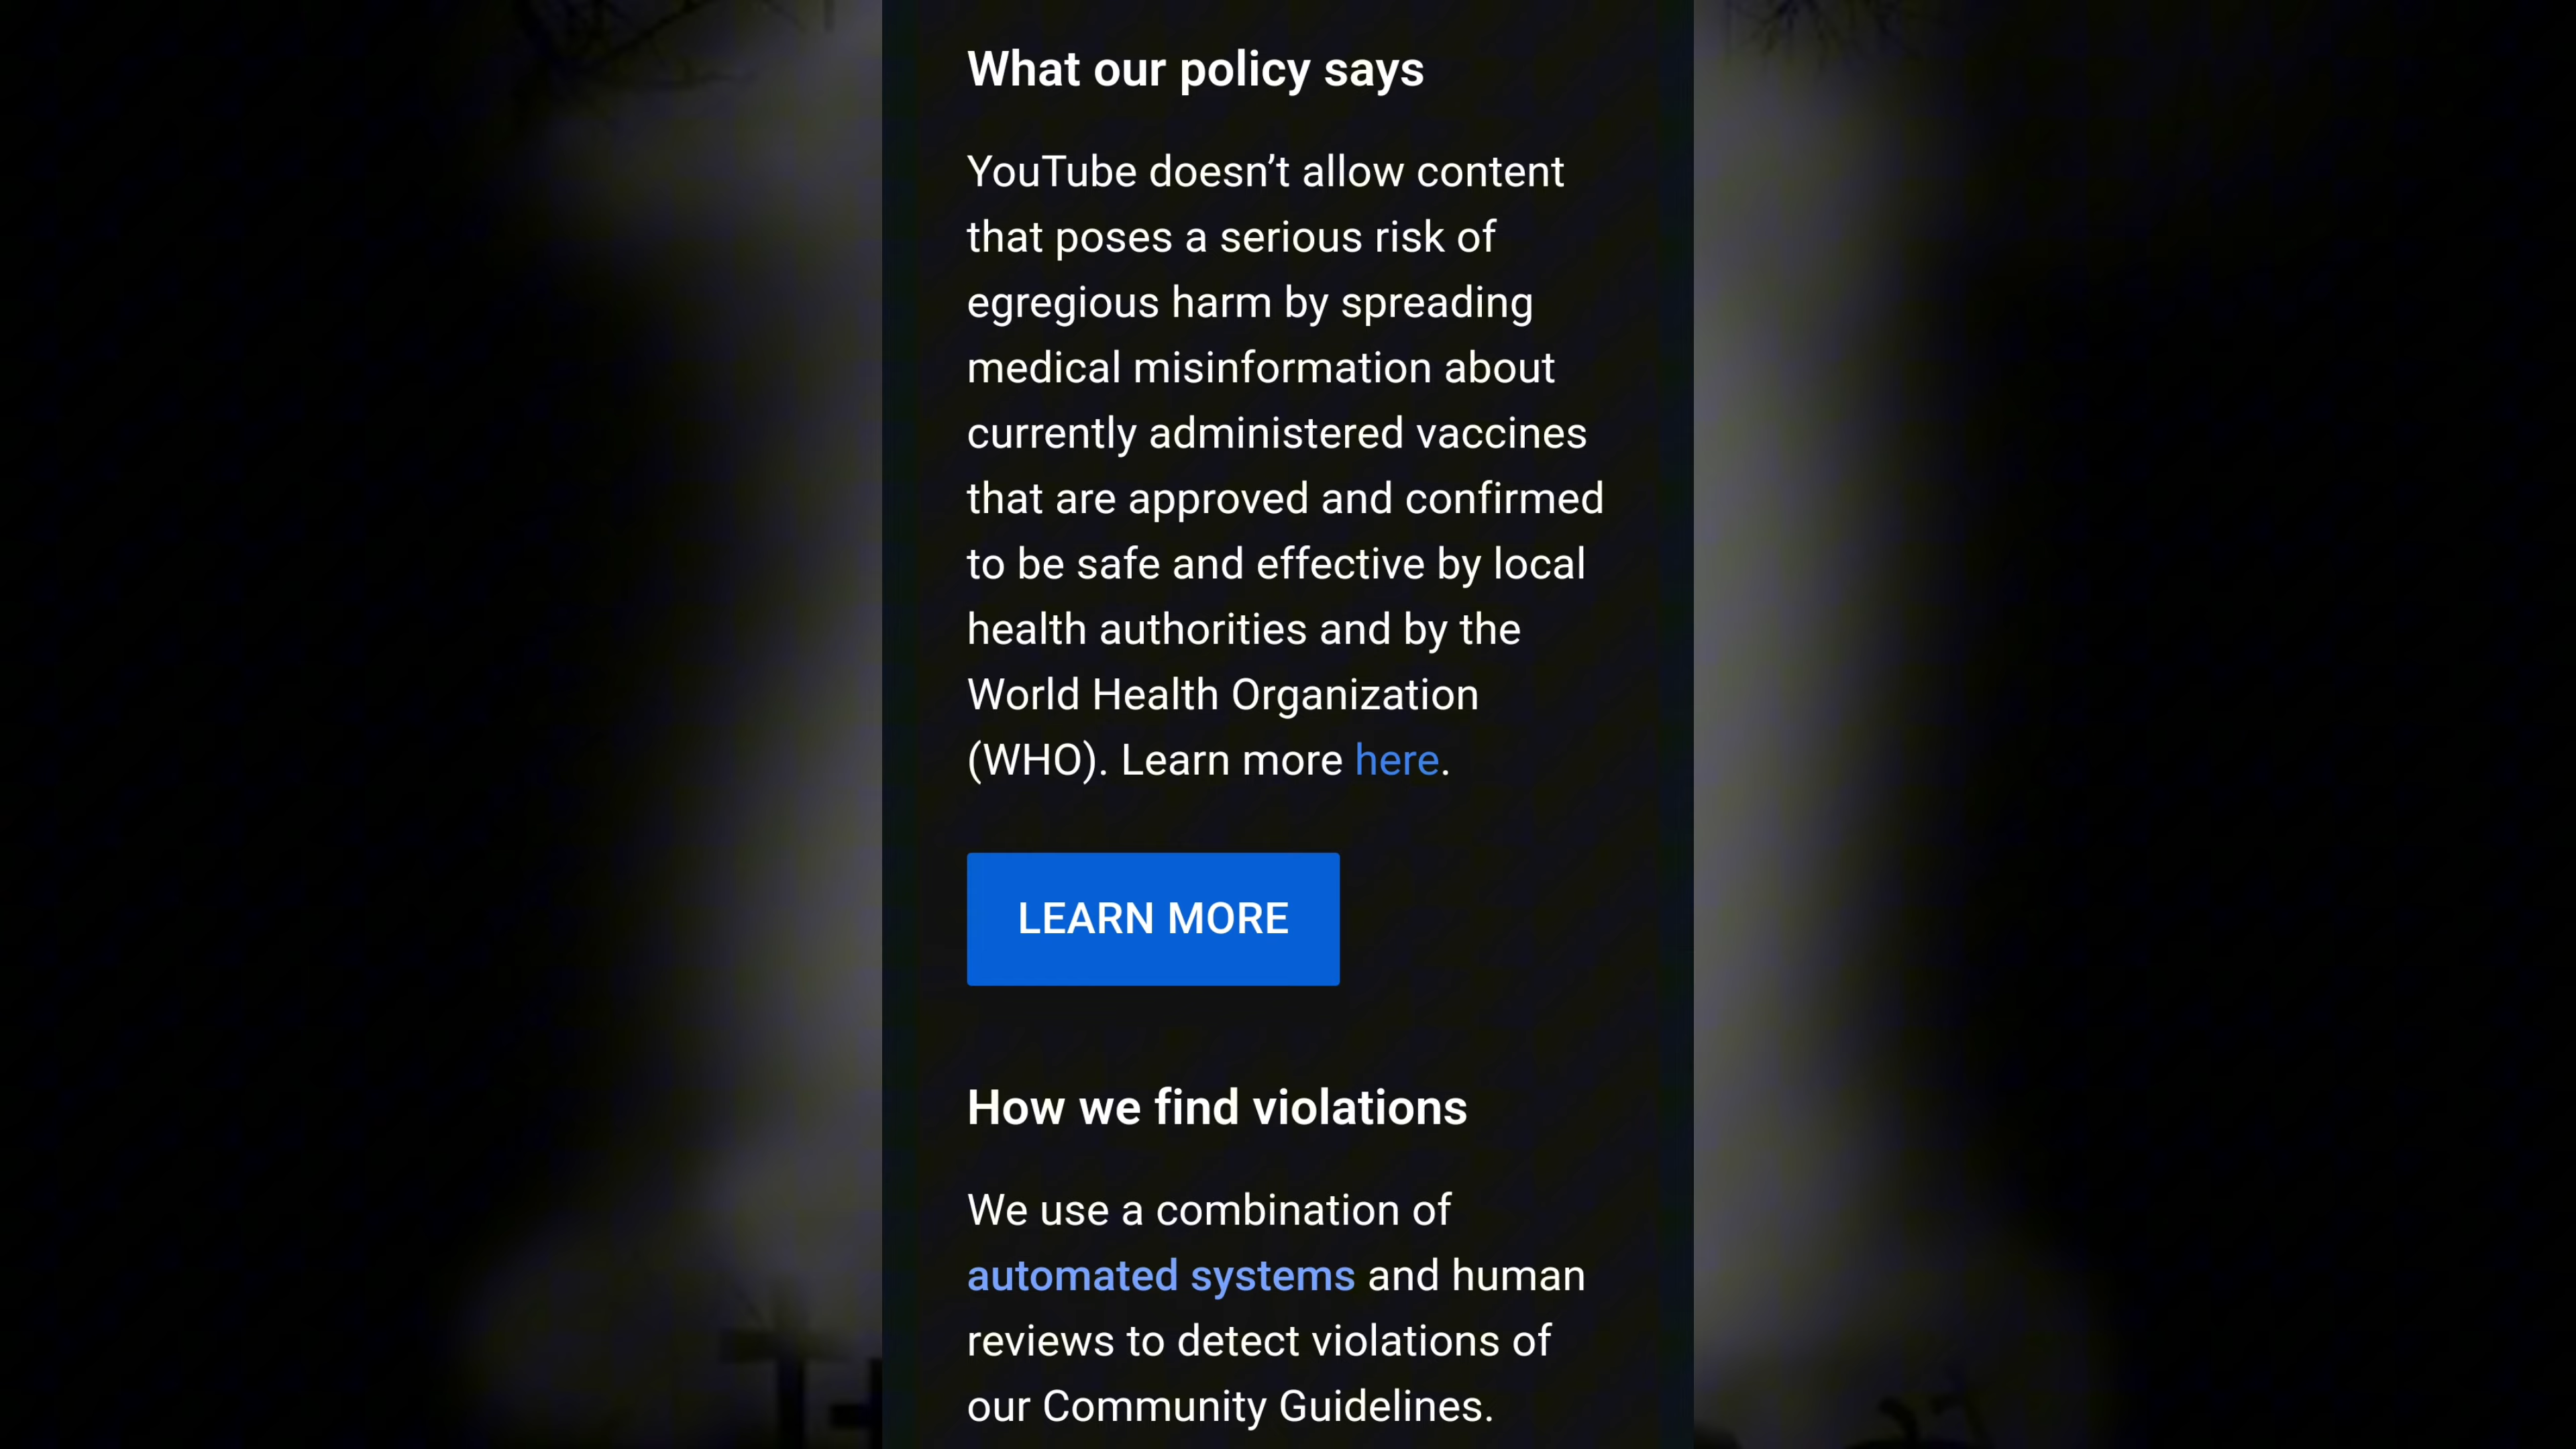 What our policy says
YouTube doesn’t allow content
that poses a serious risk of
egregious harm by spreading
medical misinformation about
currently administered vaccines
that are approved and confirmed
to be safe and effective by local
health authorities and by the
World Health Organization
(WHO). Learn more here.
LEARN MORE
How we find violations
We use a combination of
automated systems and human
reviews to detect violations of
our Community Guidelines.